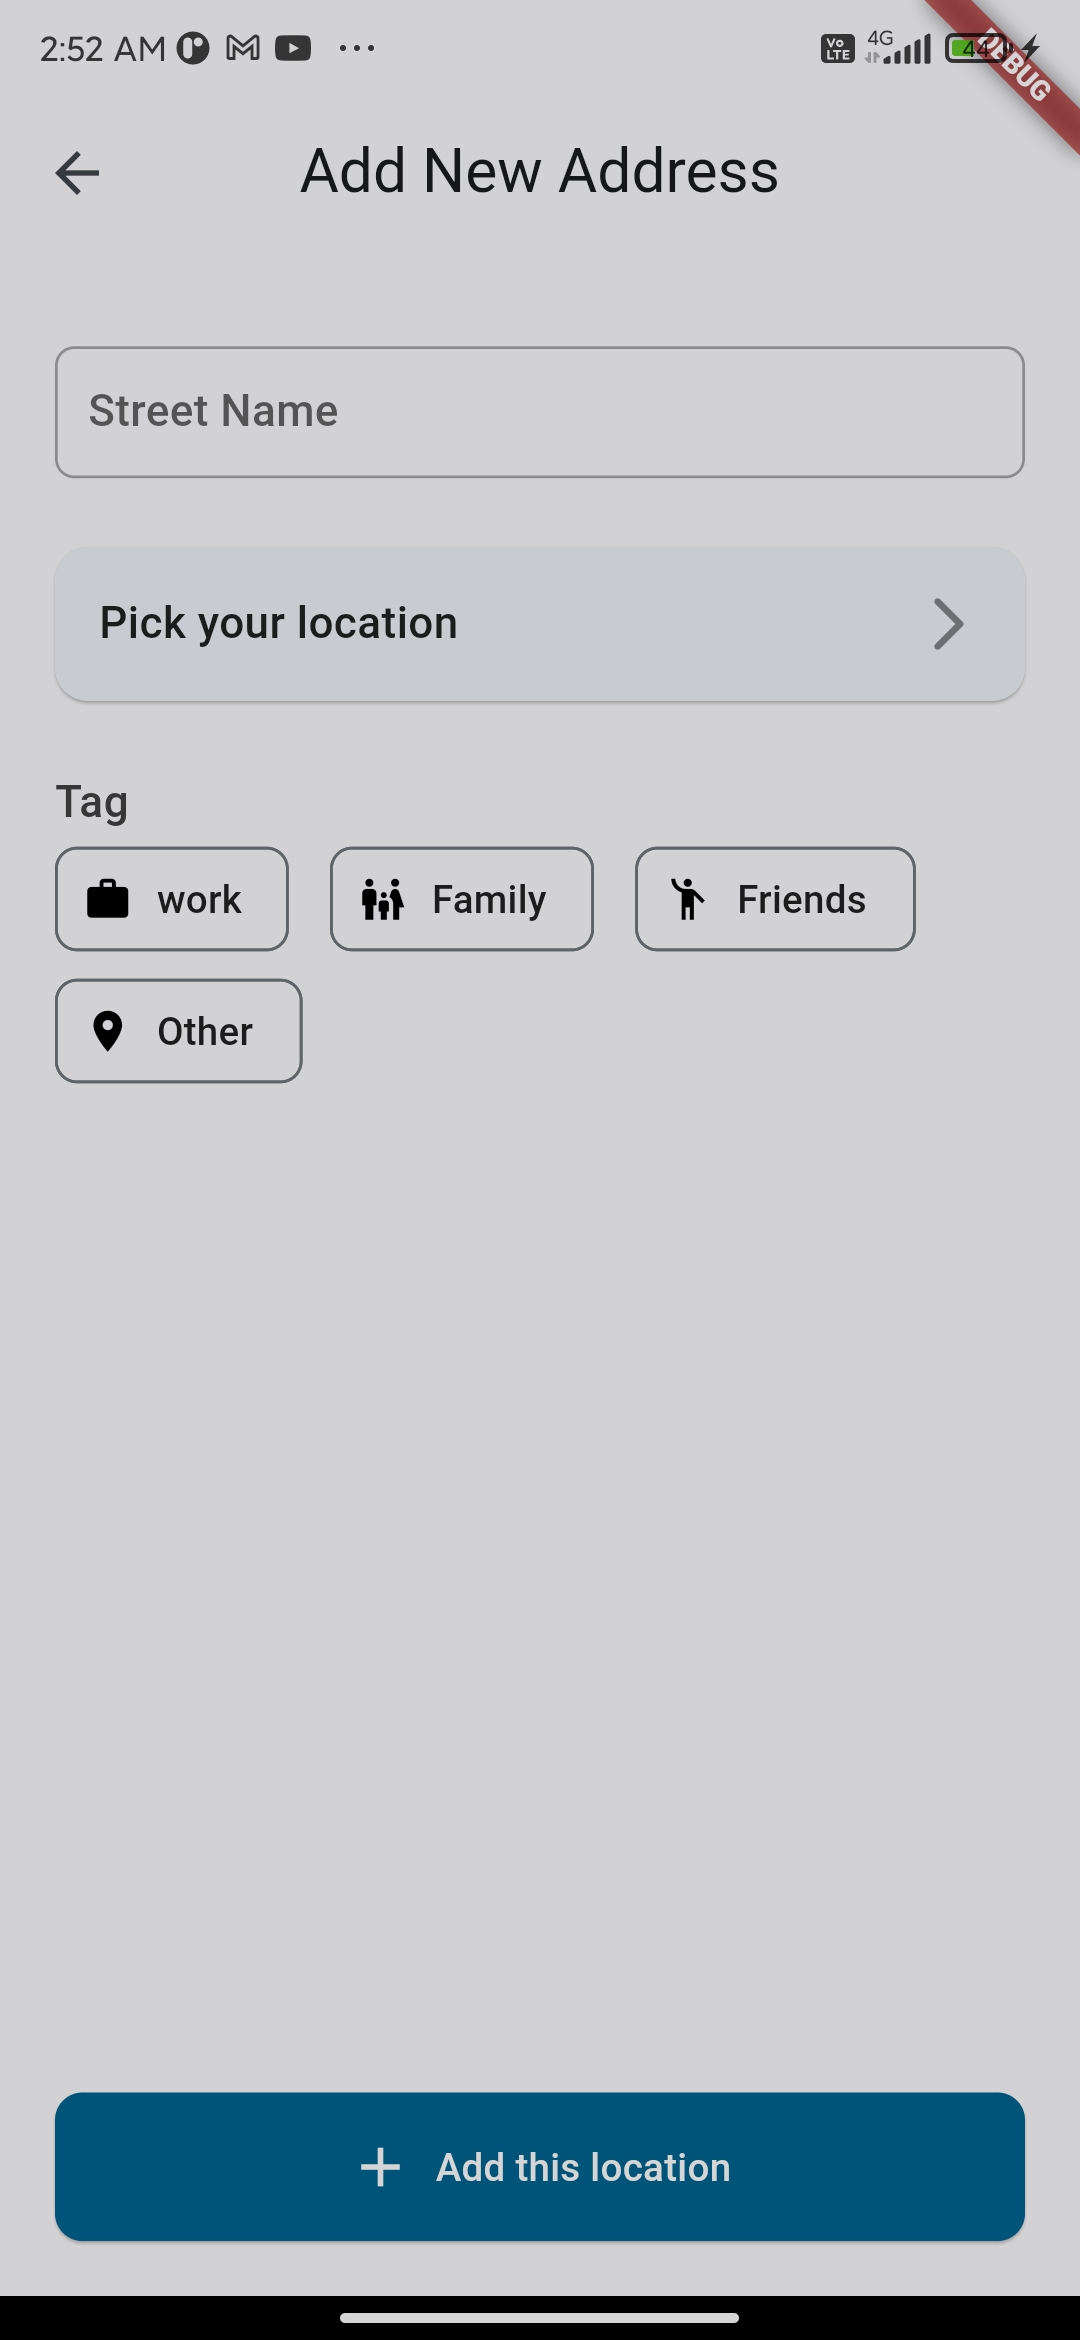 2:52 AM
Vo LTE
4G
44
DEBUG
Add New Address
Street Name
Pick your location
Tag
work
Family
Friends
Other
Add this location